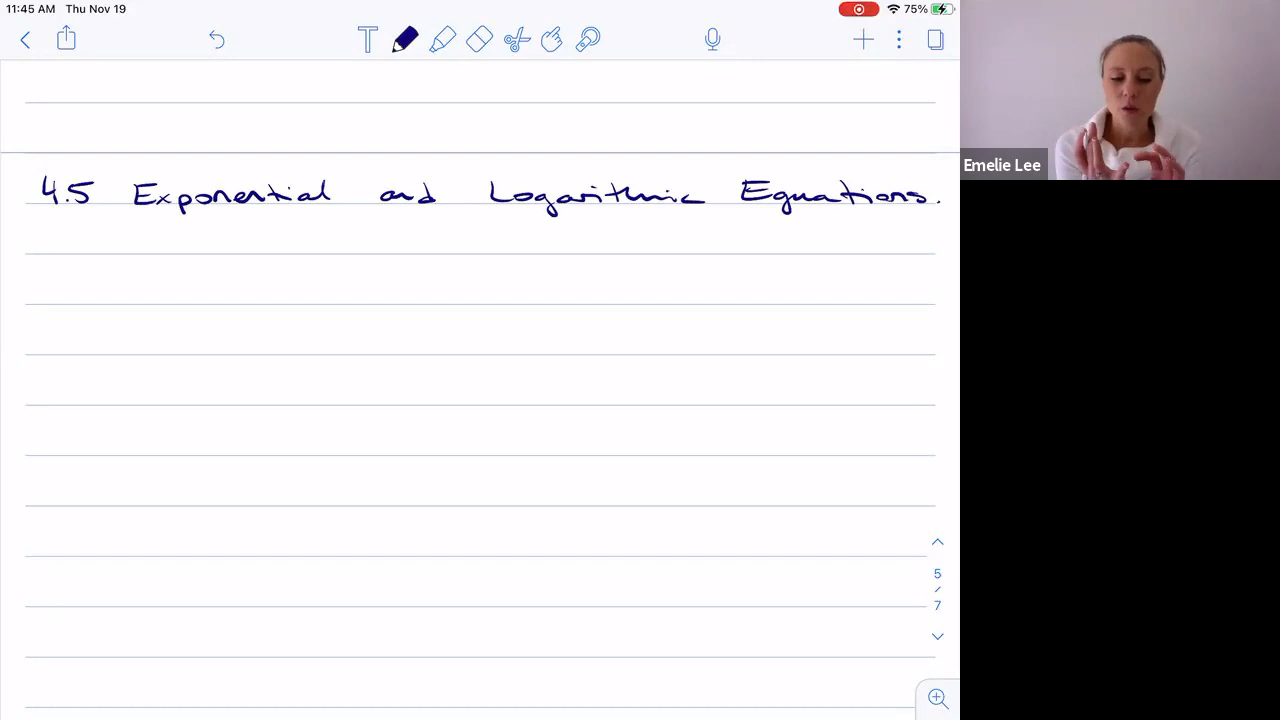 11:45 AM Thu Nov 19
75%
T
4.5 Exponential and Logarithmic Equations.
Emelie Lee
5
/
7